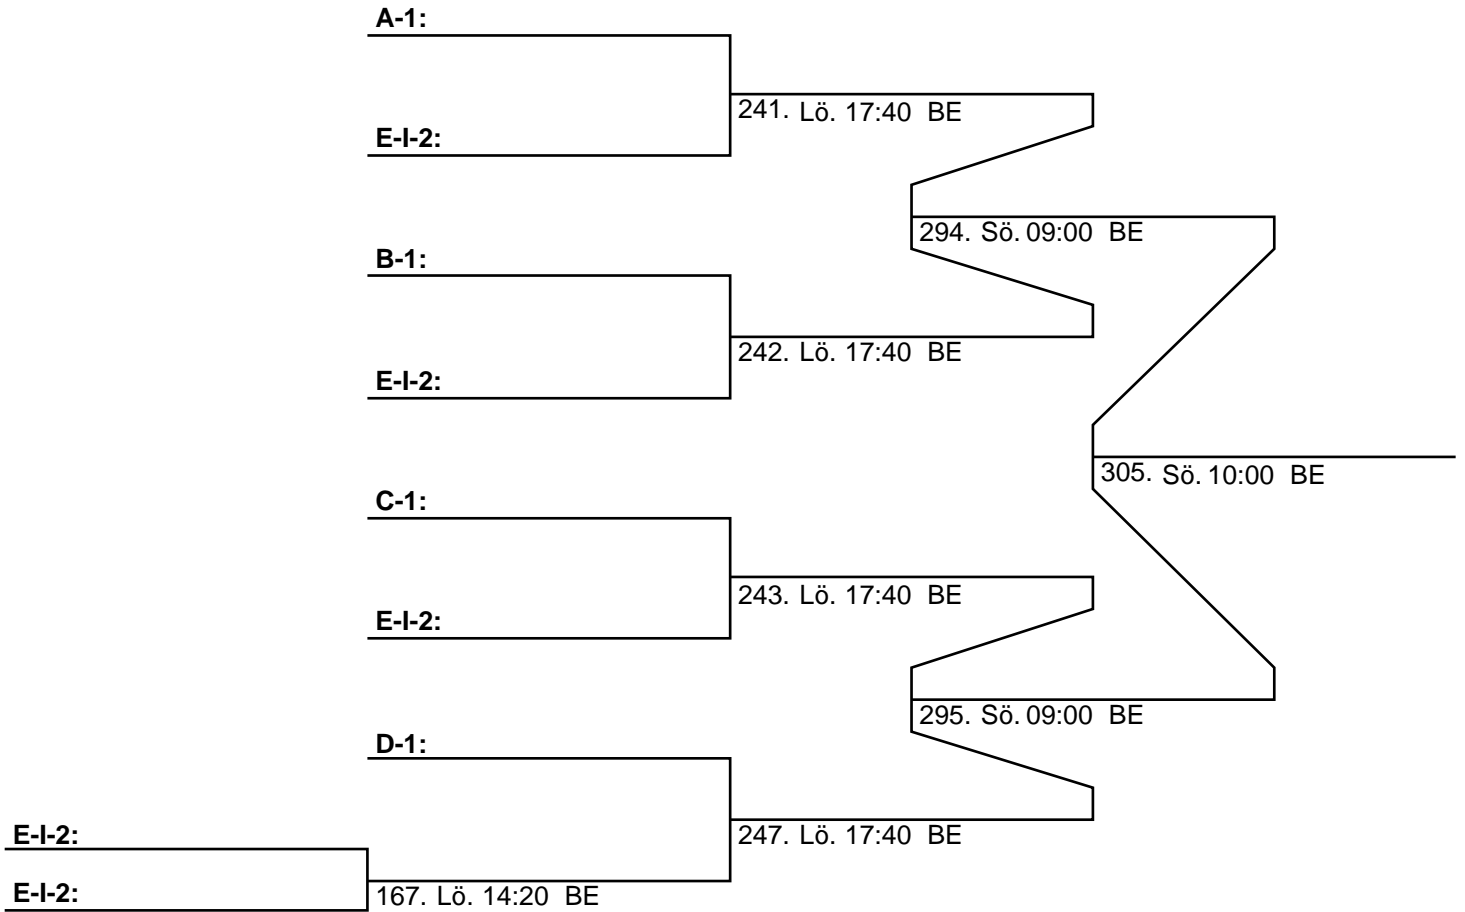 A-1:
241. Lö. 17:40 BE
E-I-2:
294. Sö. 09:00 BE
B-1:
242. Lö. 17:40 BE
E-I-2:
305. Sö. 10:00 BE
C-1:
243. Lö. 17:40 BE
E-I-2:
295. Sö. 09:00 BE
D-1:
E-I-2:
247. Lö. 17:40 BE
E-I-2:
167. Lö. 14:20 BE